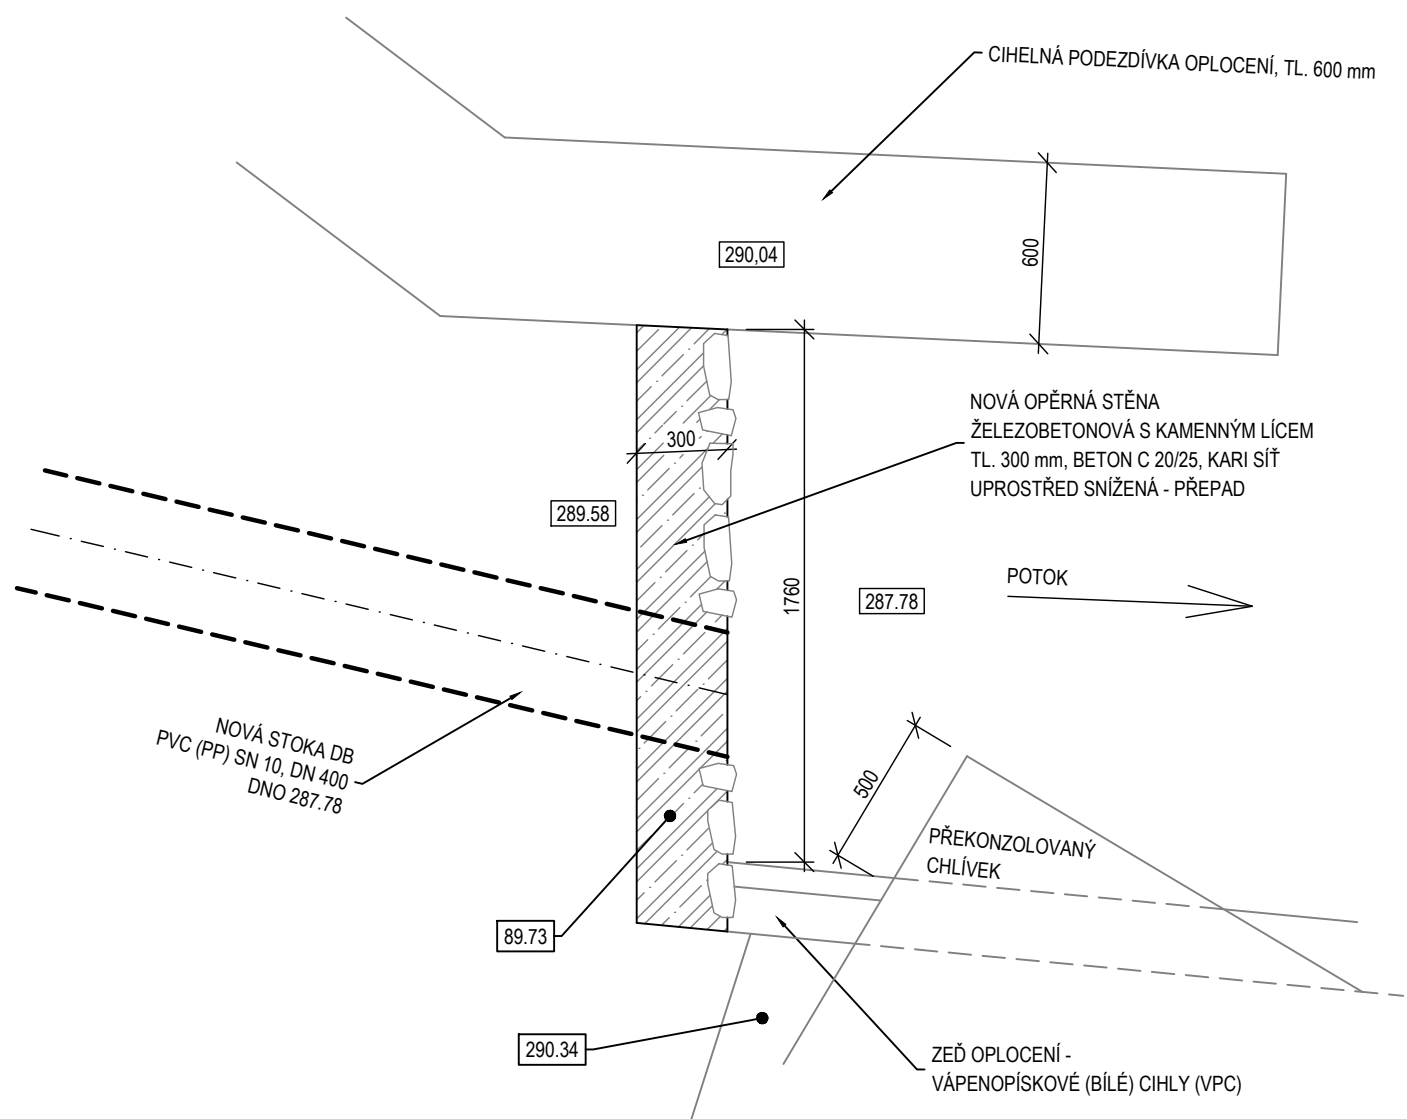 CIHELNÁ PODEZDÍVKA OPLOCENÍ, TL. 600 mm
290,04
600
NOVÁ OPĚRNÁ STĚNA
ŽELEZOBETONOVÁ S KAMENNÝM LÍCEM
TL. 300 mm, BETON C 20/25, KARI SÍŤ
UPROSTŘED SNÍŽENÁ - PŘEPAD
300
289.58
1760
287.78
POTOK
NOVÁ STOKA DB
PVC (PP) SN 10, DN 400
DNO 287.78
500
PŘEKONZOLOVANÝ
CHLÍVEK
89.73
290.34
ZEĎ OPLOCENÍ -
VÁPENOPÍSKOVÉ (BÍLÉ) CIHLY (VPC)